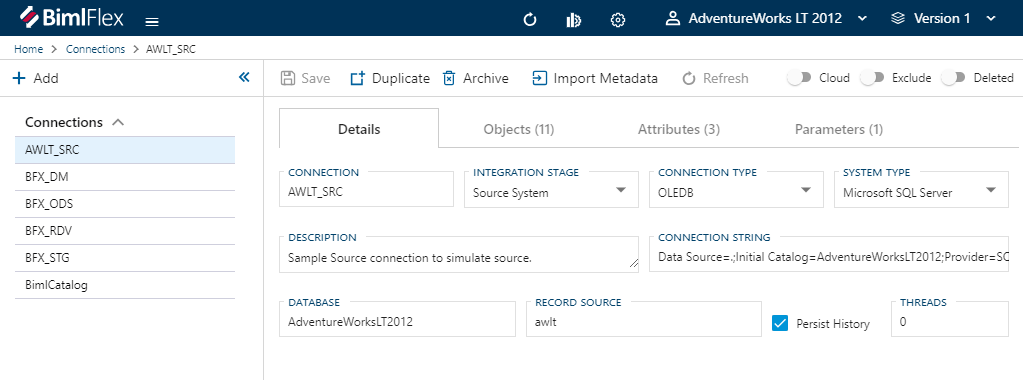 BimlFlex
AdventureWorks LT 2012
Version 1
Home > Connections > AWLT_SRC
+ Add
Save
Duplicate
Archive
Import Metadata
Refresh
Cloud
Exclude
Deleted
Connections
AWLT_SRC
BFX_DM
BFX_ODS
BFX_RDV
BFX_STG
BimlCatalog
Details
Objects (11)
Attributes (3)
Parameters (1)
CONNECTION
AWLT_SRC
INTEGRATION STAGE
Source System
CONNECTION TYPE
OLEDB
SYSTEM TYPE
Microsoft SQL Server
DESCRIPTION
Sample Source connection to simulate source.
CONNECTION STRING
Data Source=.;Initial Catalog=AdventureWorksLT2012;Provider=SQ
DATABASE
AdventureWorksLT2012
RECORD SOURCE
awlt
Persist History
THREADS
0